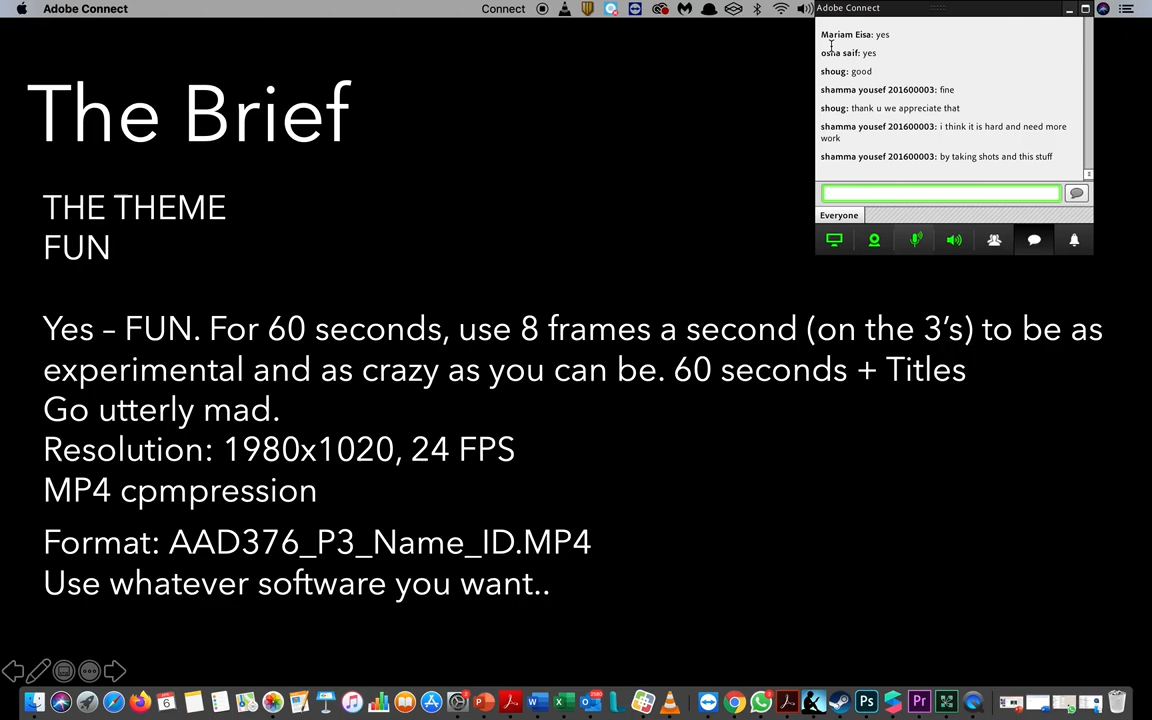 Adobe Connect
Connect
Adobe Connect
Mariam Eisa: yes
osha saif: yes
shoug: good
shamma yousef 201600003: fine
shoug: thank u we appreciate that
shamma yousef 201600003: i think it is hard and need more
work
shamma yousef 201600003: by taking shots and this stuff
Everyone
The Brief
THE THEME
FUN
Yes – FUN. For 60 seconds, use 8 frames a second (on the 3’s) to be as
experimental and as crazy as you can be. 60 seconds + Titles
Go utterly mad.
Resolution: 1980x1020, 24 FPS
MP4 cpmpression
Format: AAD376_P3_Name_ID.MP4
Use whatever software you want..